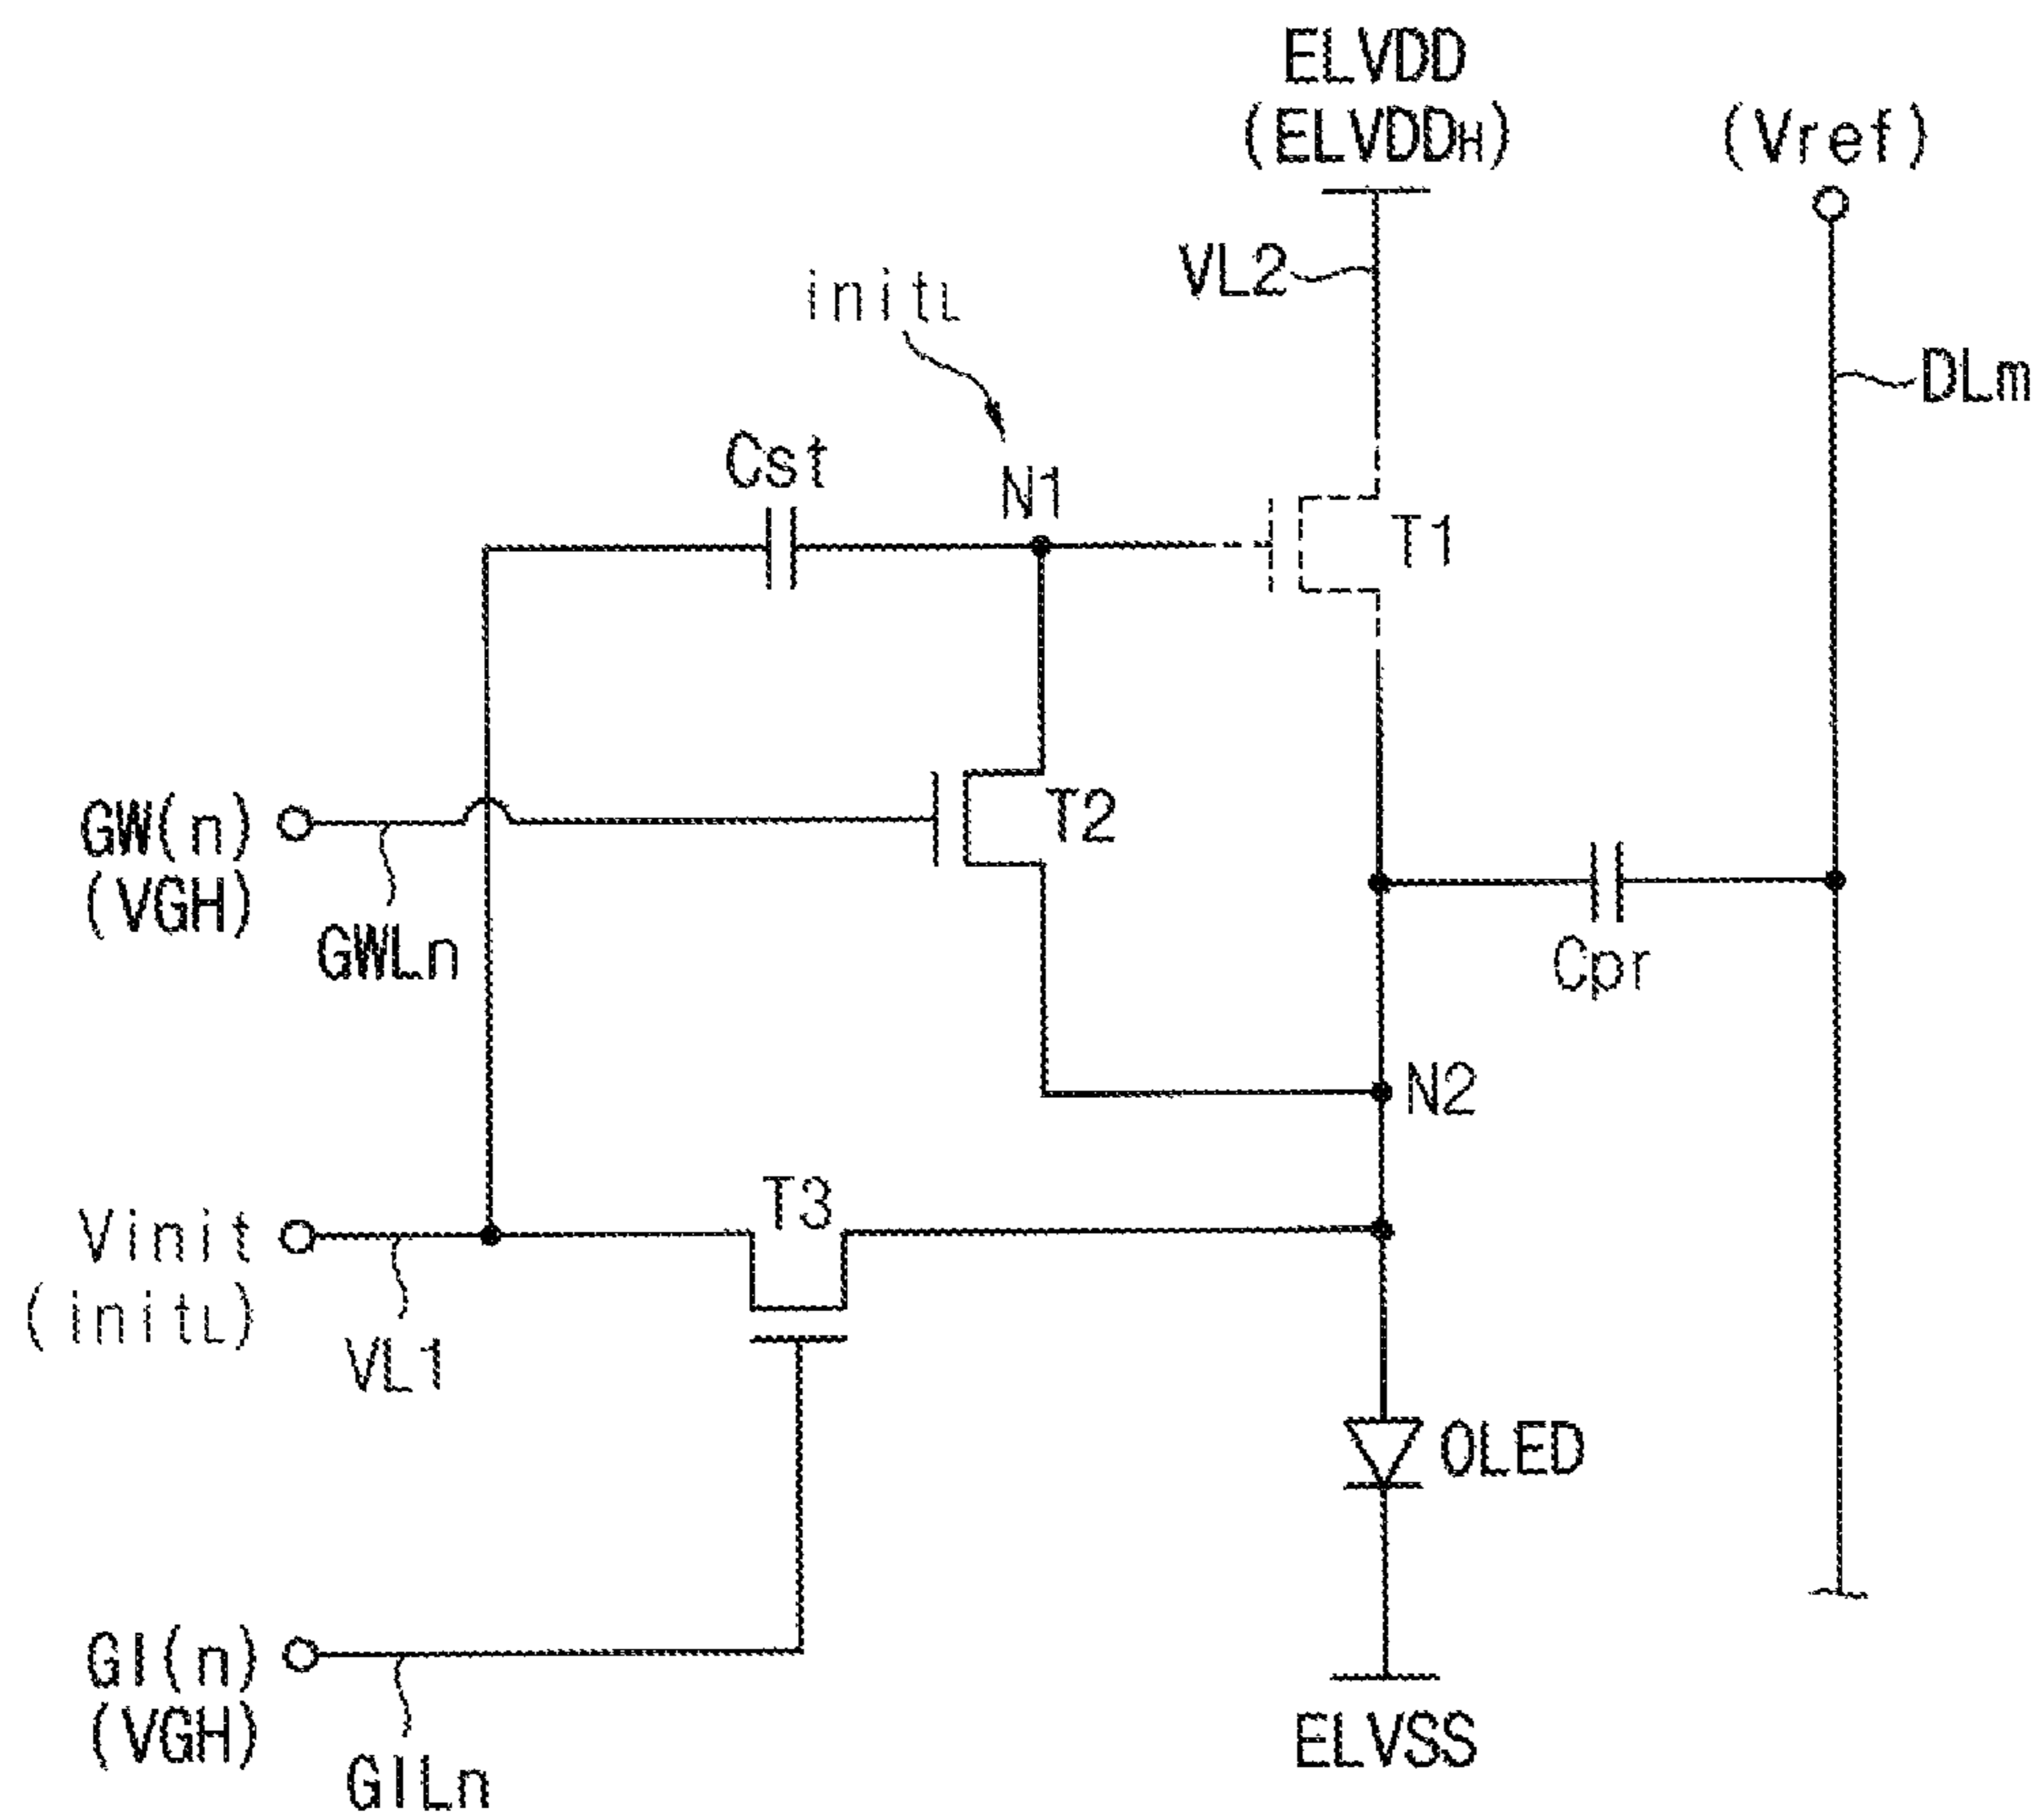 ELVDD
(ELVDDH)
(Vref)
VL2
initL
DLm
Cst
N1
T1
GW(n)
(VGH)
T2
GWLn
Cpr
N2
T3
Vinit
(initL)
VL1
OLED
GI(n)
(VGH)
ELVSS
GILn